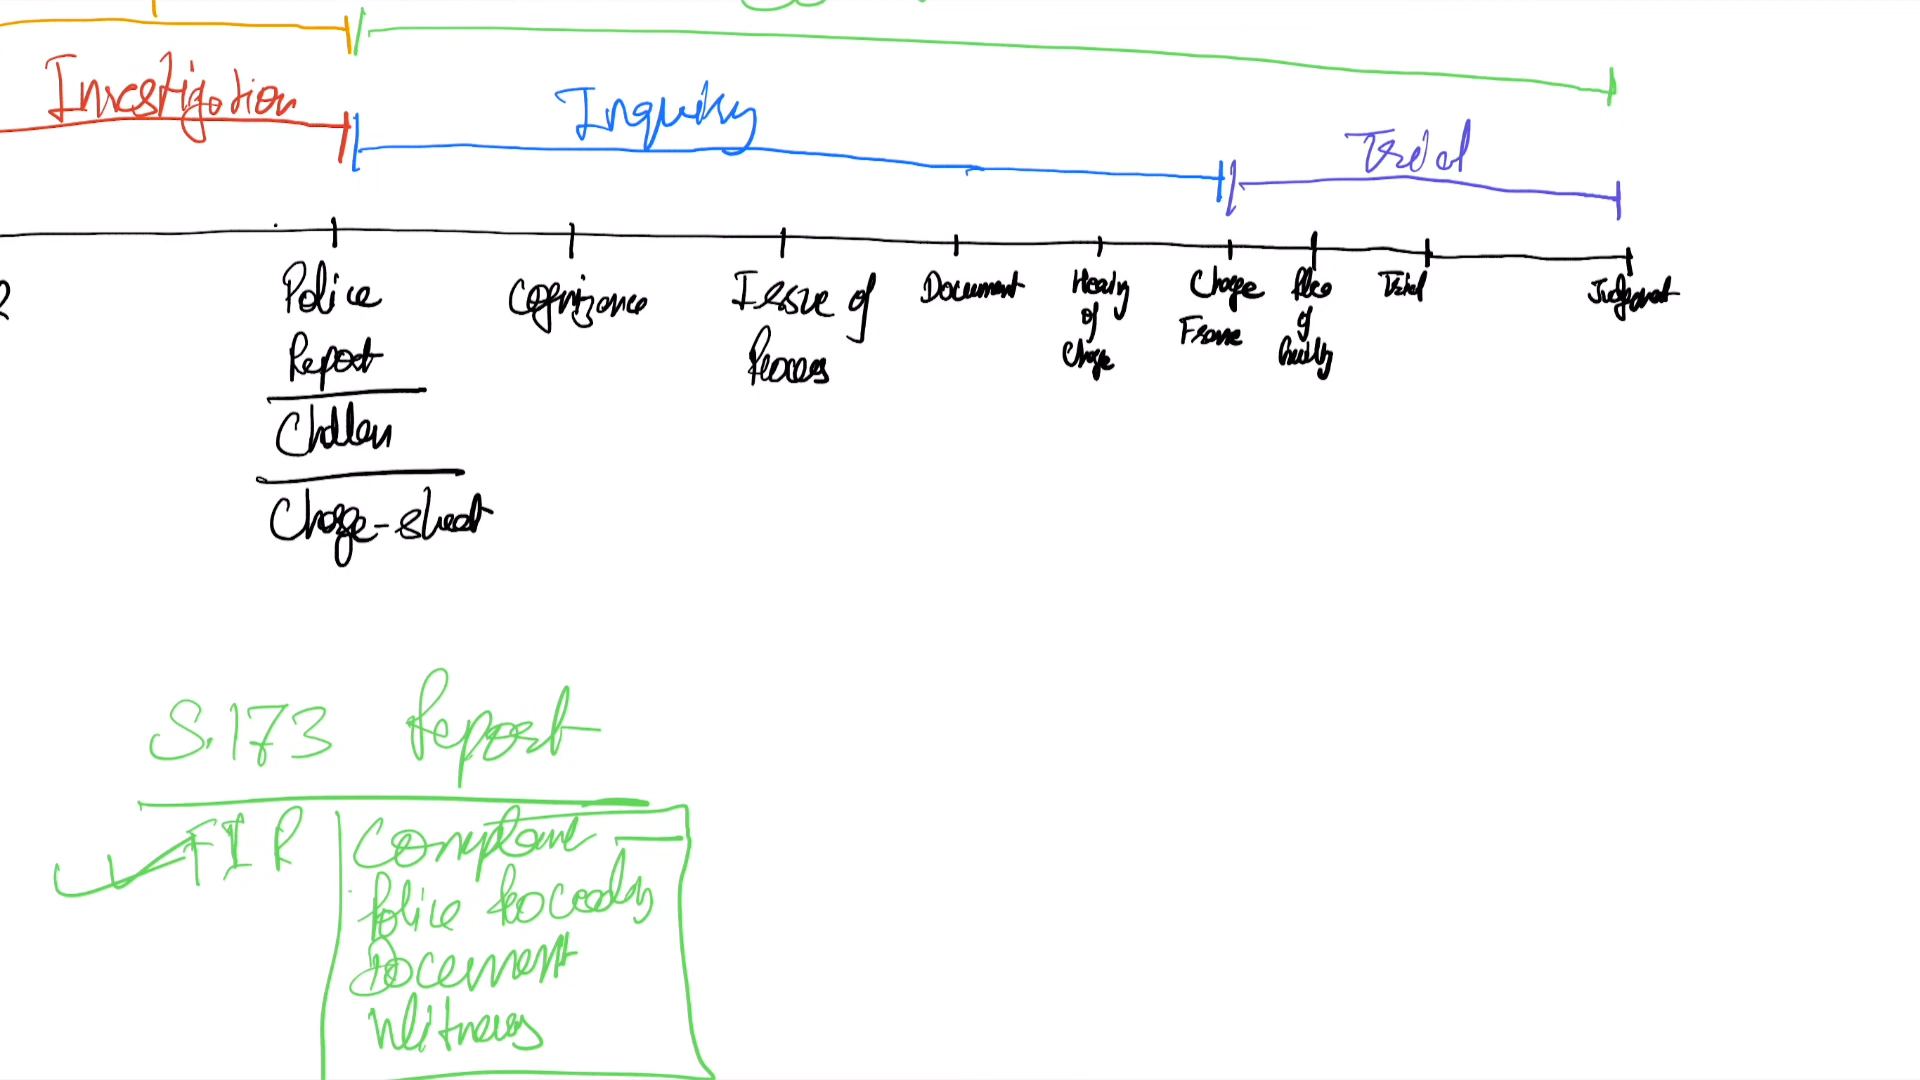 Investigation
Inquiry
Trial
Police
Report
Challan
Charge-sheet
Cognizance
Issue of
Process
Document
Hearing
of
Charge
Charge
Frame
Plea
of
Guilty
Trial
Judgment
S.173 Report
FIR
Complaint
Police Proceeding
Document
Witness